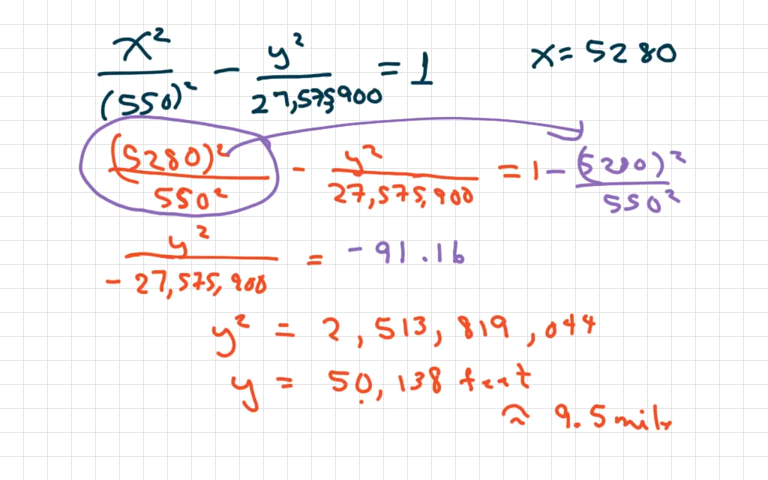 x²/(550)² - y²/27,575,900 = 1 x = 5280
(5280)²/550² - y²/27,575,900 = 1 - (5280)²/550²
y²/- 27,575,900 = - 91.16
y² = 2,513,819,044
y = 50,138 feet
≈ 9.5 mile